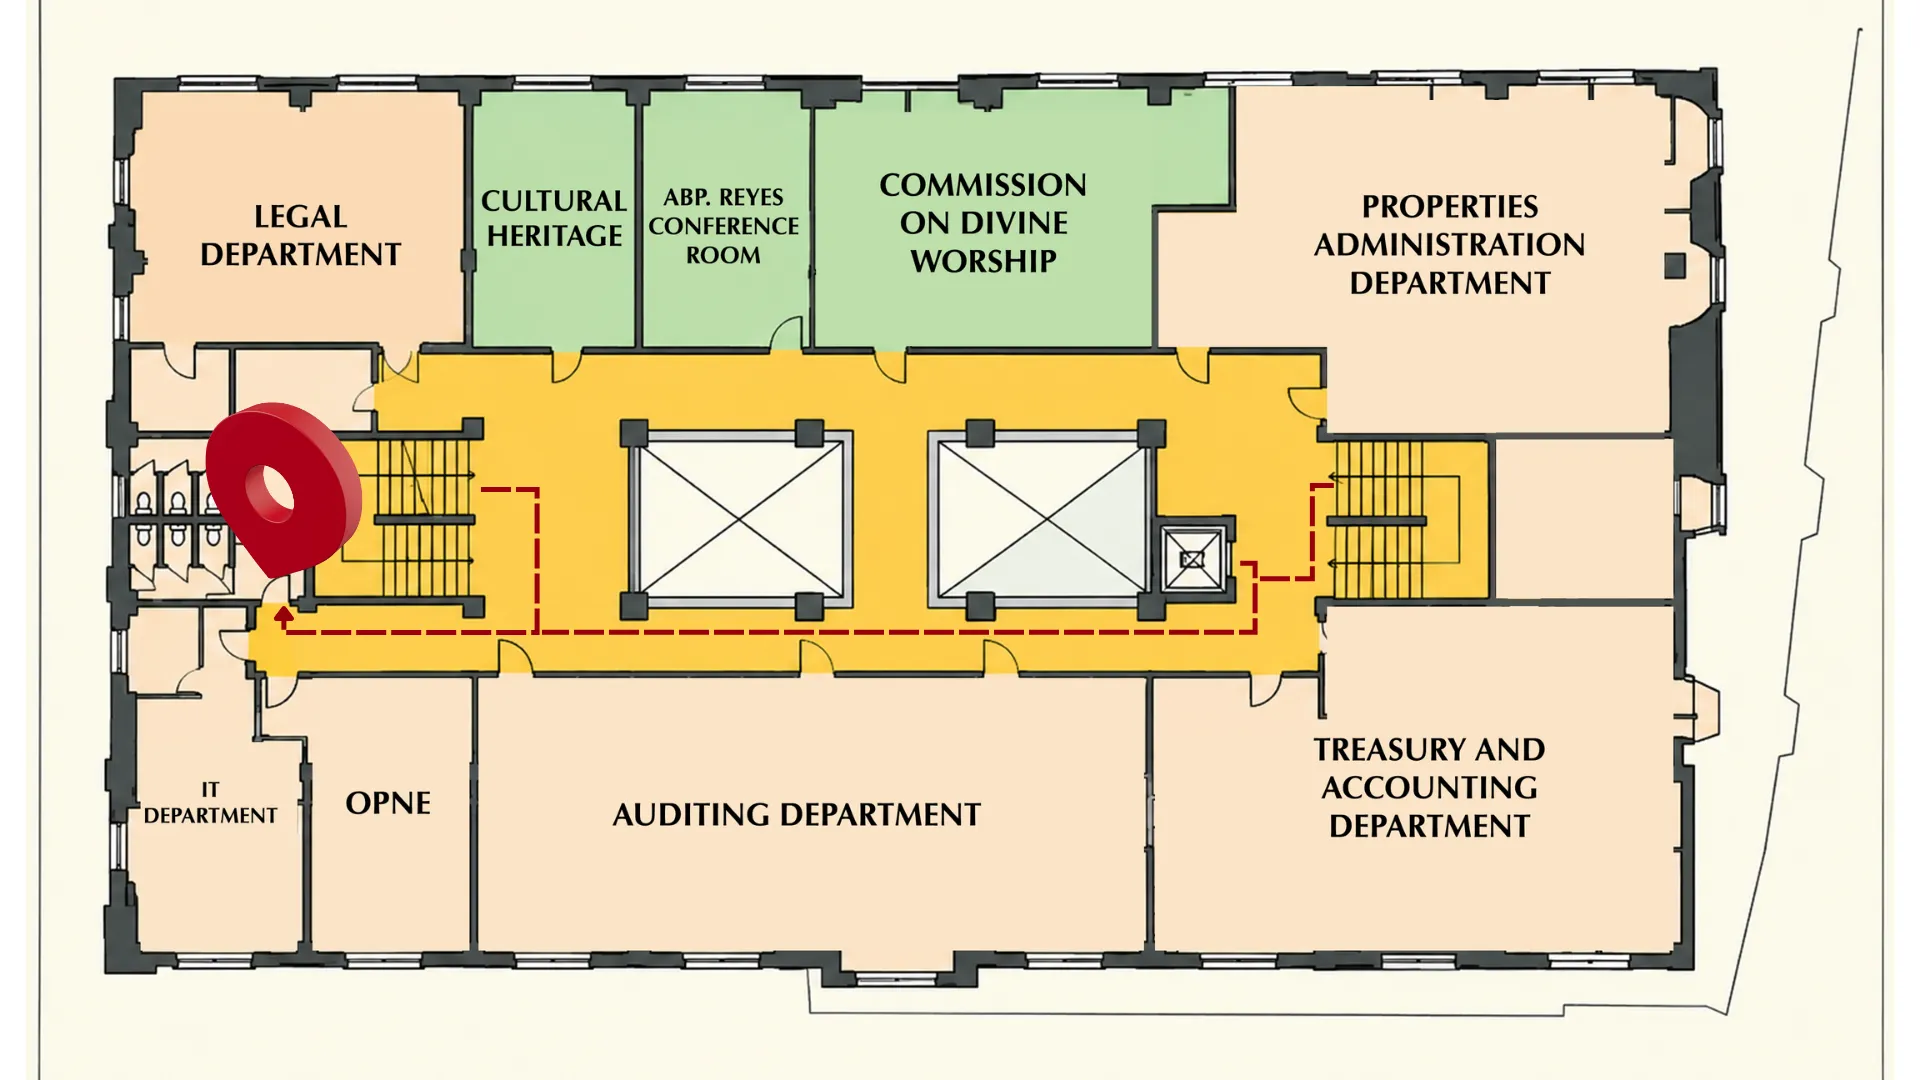 LEGAL
DEPARTMENT
CULTURAL
HERITAGE
ABP. REYES
CONFERENCE
ROOM
COMMISSION
ON DIVINE
WORSHIP
PROPERTIES
ADMINISTRATION
DEPARTMENT
IT
DEPARTMENT
OPNE
AUDITING DEPARTMENT
TREASURY AND
ACCOUNTING
DEPARTMENT